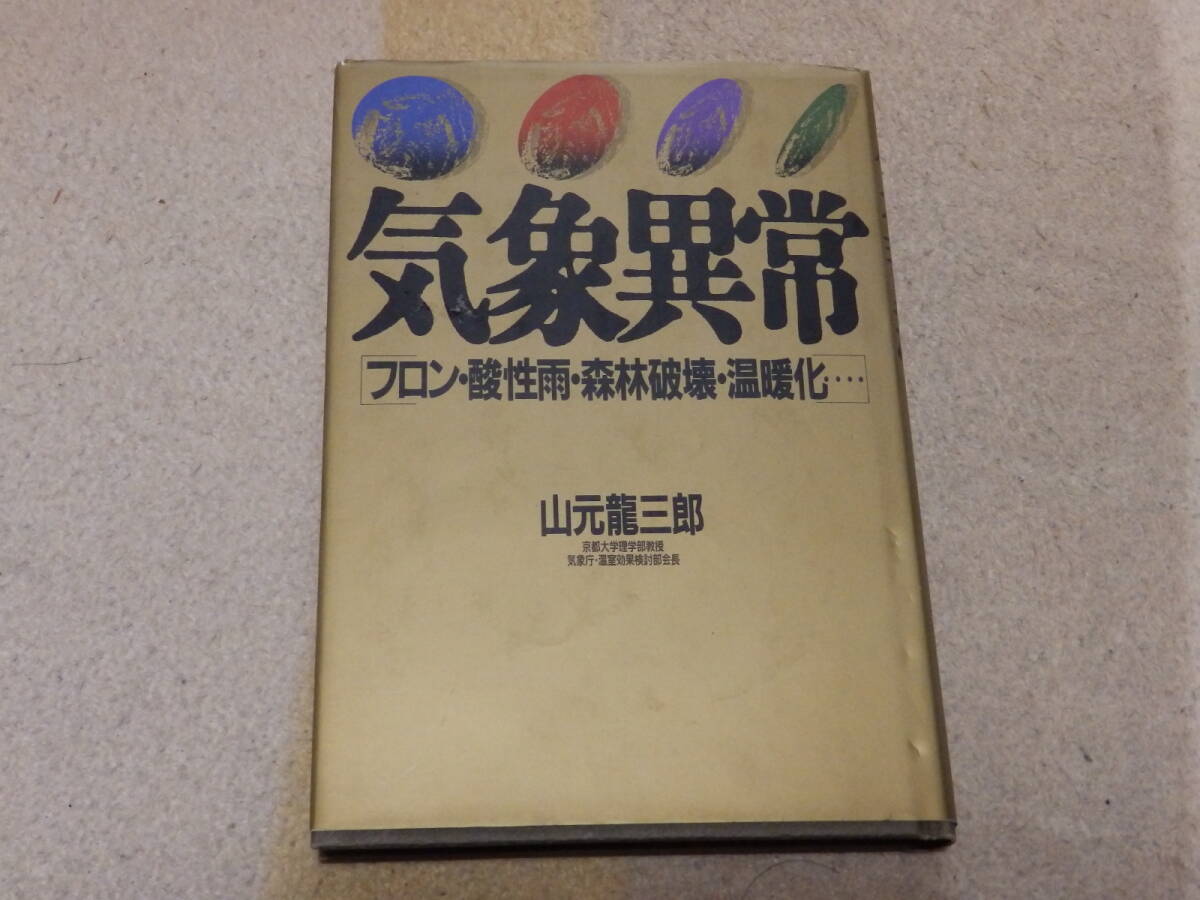 気象異常
フロン・酸性雨・森林破壊・温暖化‥‥
山元龍三郎
京都大学理学部教授
気象庁・温室効果検討部会長